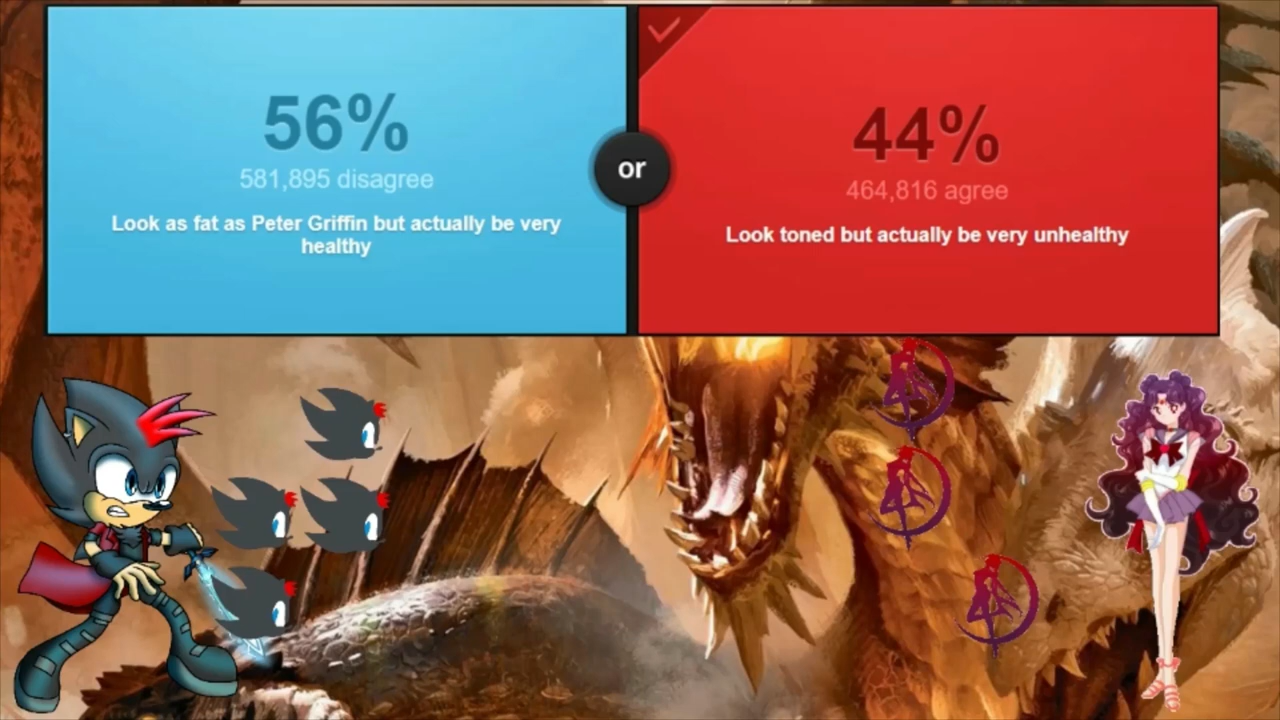 56%
581,895 disagree
Look as fat as Peter Griffin but actually be very
healthy
or
44%
464,816 agree
Look toned but actually be very unhealthy